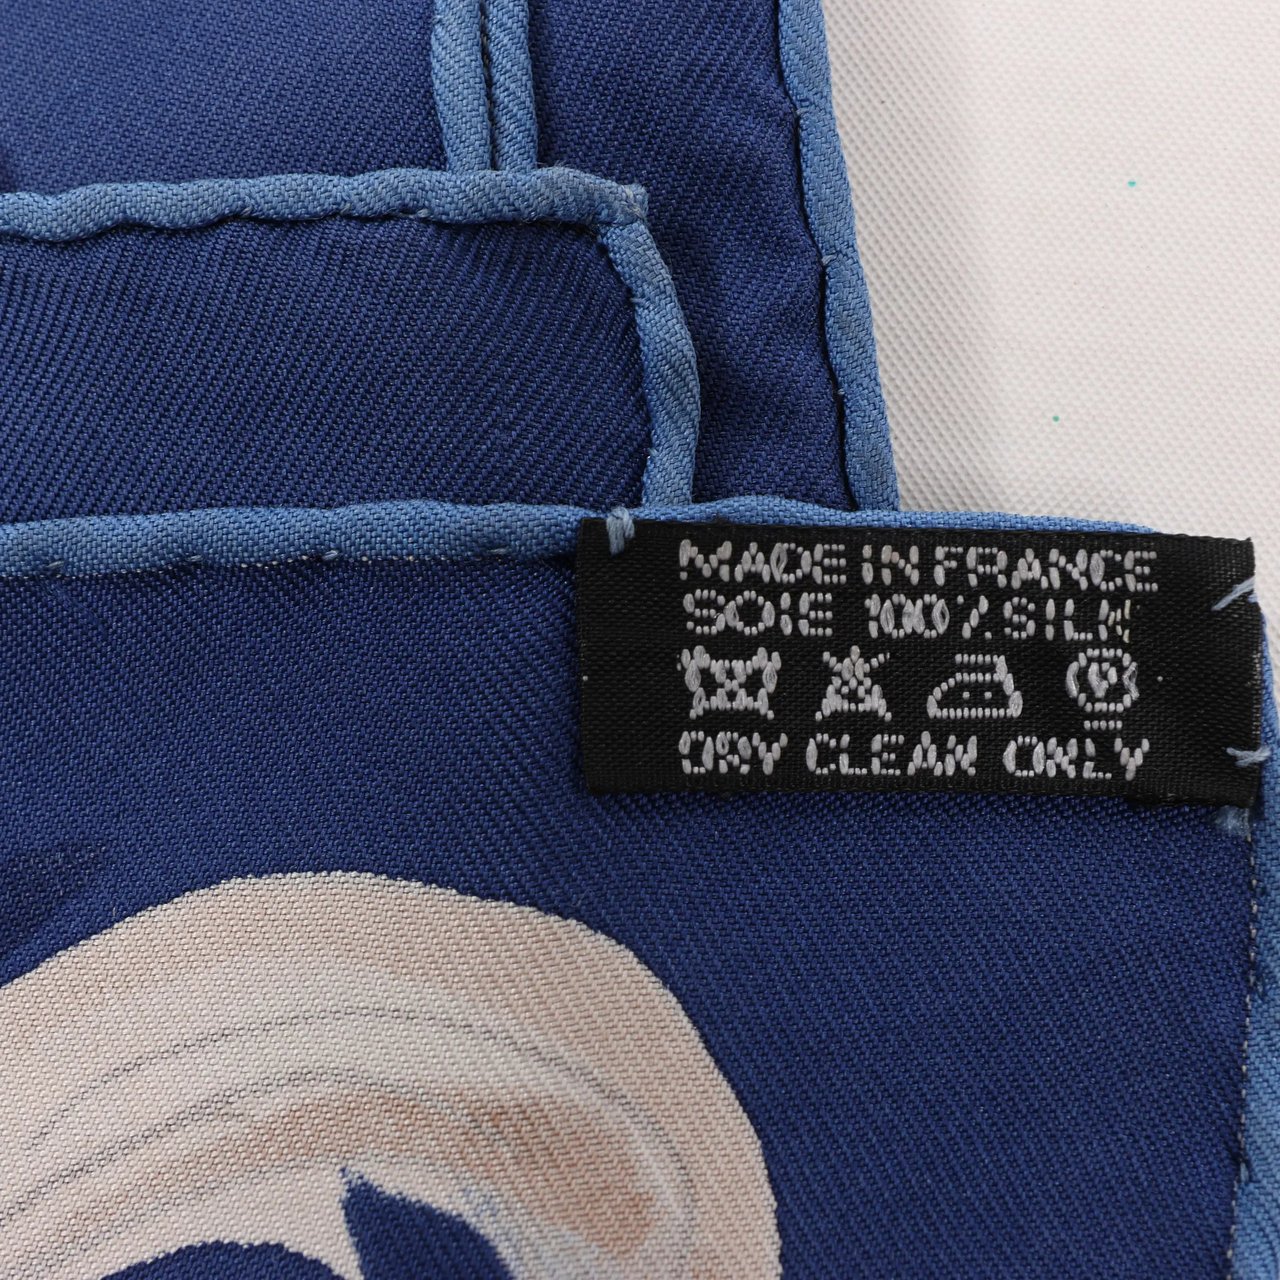 MADE IN FRANCE
SOIE 100% SILK
DRY CLEAN ONLY